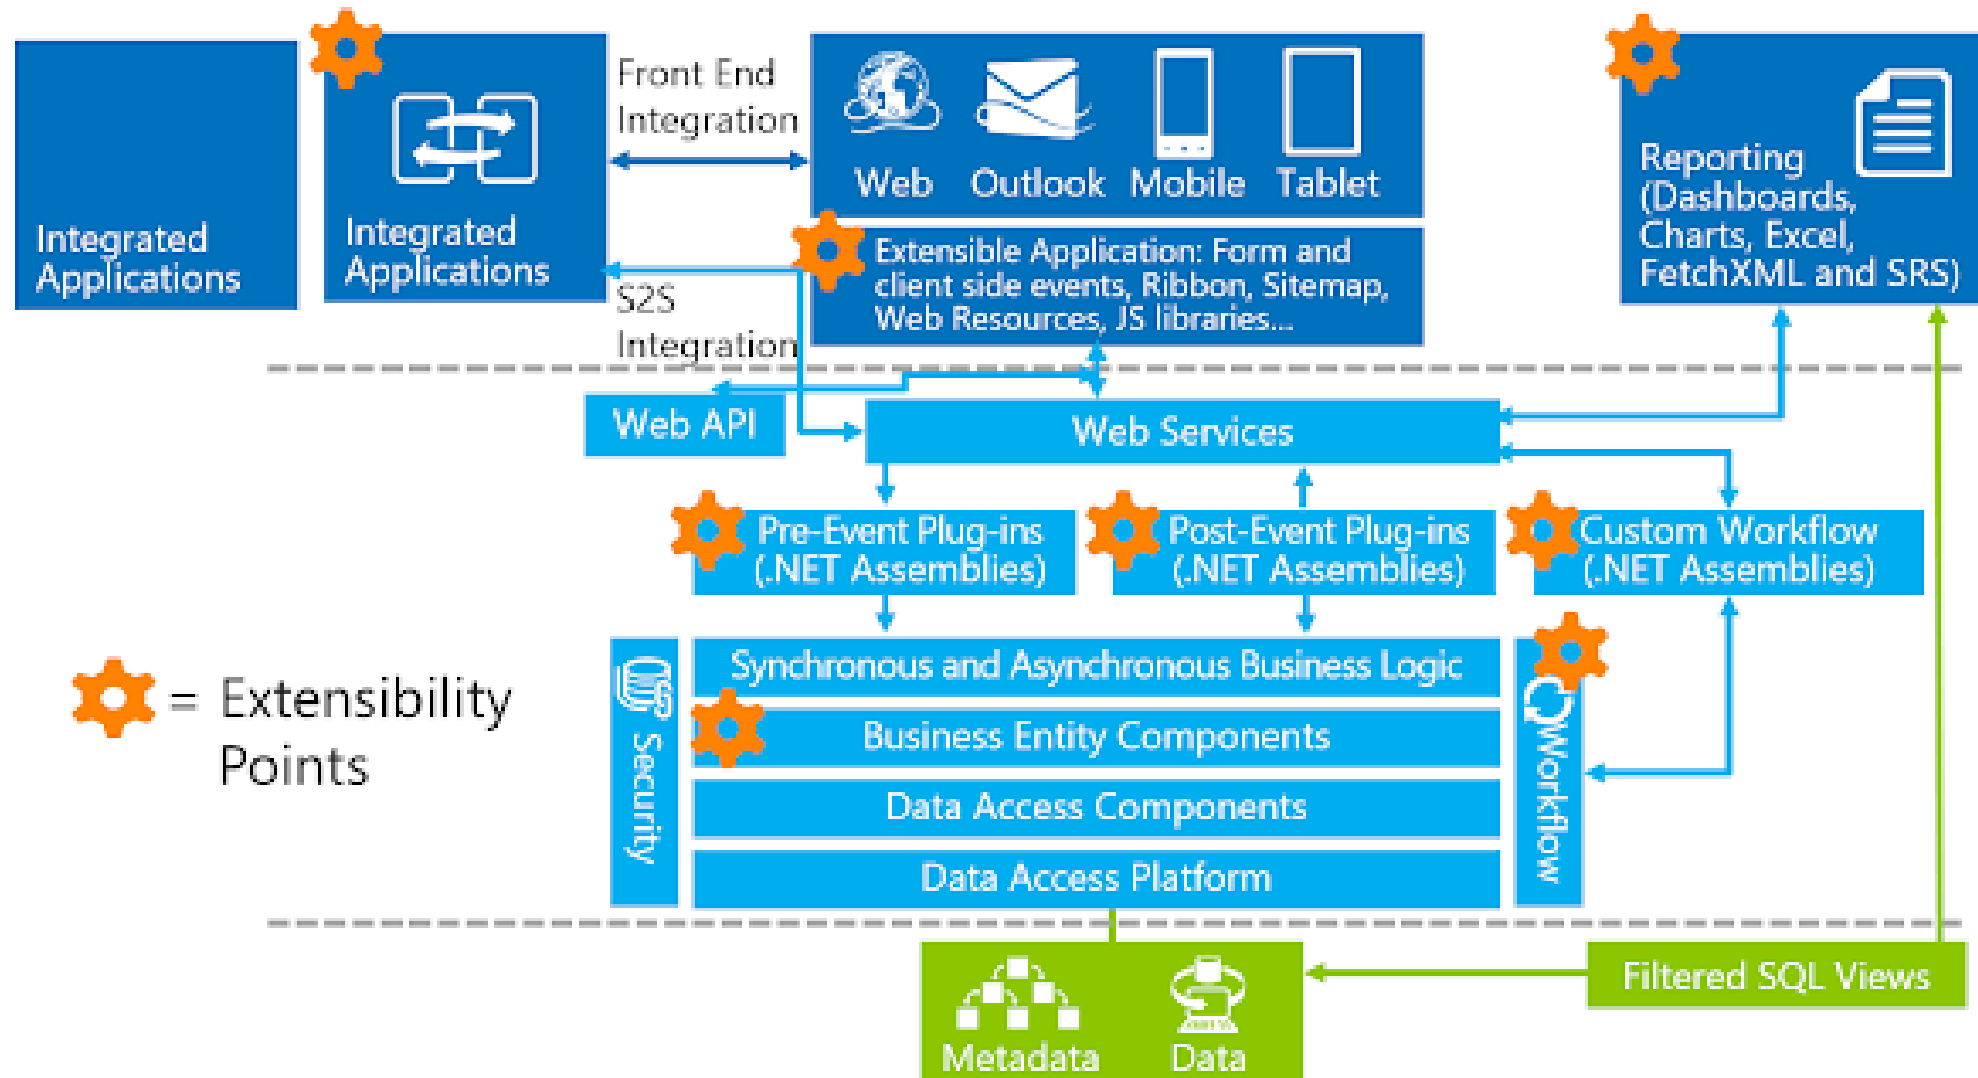 Integrated
Applications
Integrated
Applications
Front End
Integration
S2S
Integration
Web
Outlook
Mobile
Tablet
Extensible Application: Form and
client side events, Ribbon, Sitemap,
Web Resources, JS libraries...
Reporting
(Dashboards,
Charts, Excel,
FetchXML and SRS)
Web API
Web Services
Pre-Event Plug-ins
(.NET Assemblies)
Post-Event Plug-ins
(.NET Assemblies)
Custom Workflow
(.NET Assemblies)
= Extensibility
Points
Security
Synchronous and Asynchronous Business Logic
Business Entity Components
Data Access Components
Data Access Platform
Workflow
Metadata
Data
Filtered SQL Views